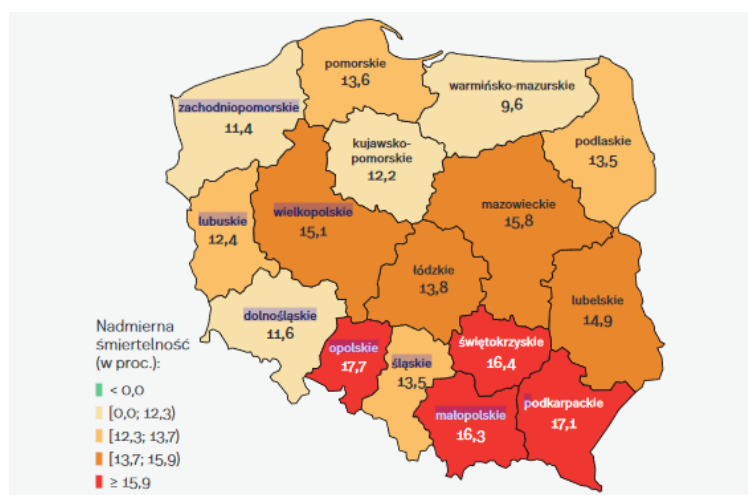 pomorskie
13,6
warmińsko-mazurskie
9,6
zachodniopomorskie
11,4
kujawsko-
pomorskie
12,2
podlaskie
13,5
lubuskie
12,4
wielkopolskie
15,1
mazowieckie
15,8
łódzkie
13,8
lubelskie
14,9
dolnośląskie
11,6
opolskie
17,7
śląskie
13,5
świętokrzyskie
16,4
małopolskie
16,3
podkarpackie
17,1
Nadmierna
śmiertelność
(w proc.):
< 0,0
[0,0; 12,3)
[12,3; 13,7)
[13,7; 15,9)
≥ 15,9